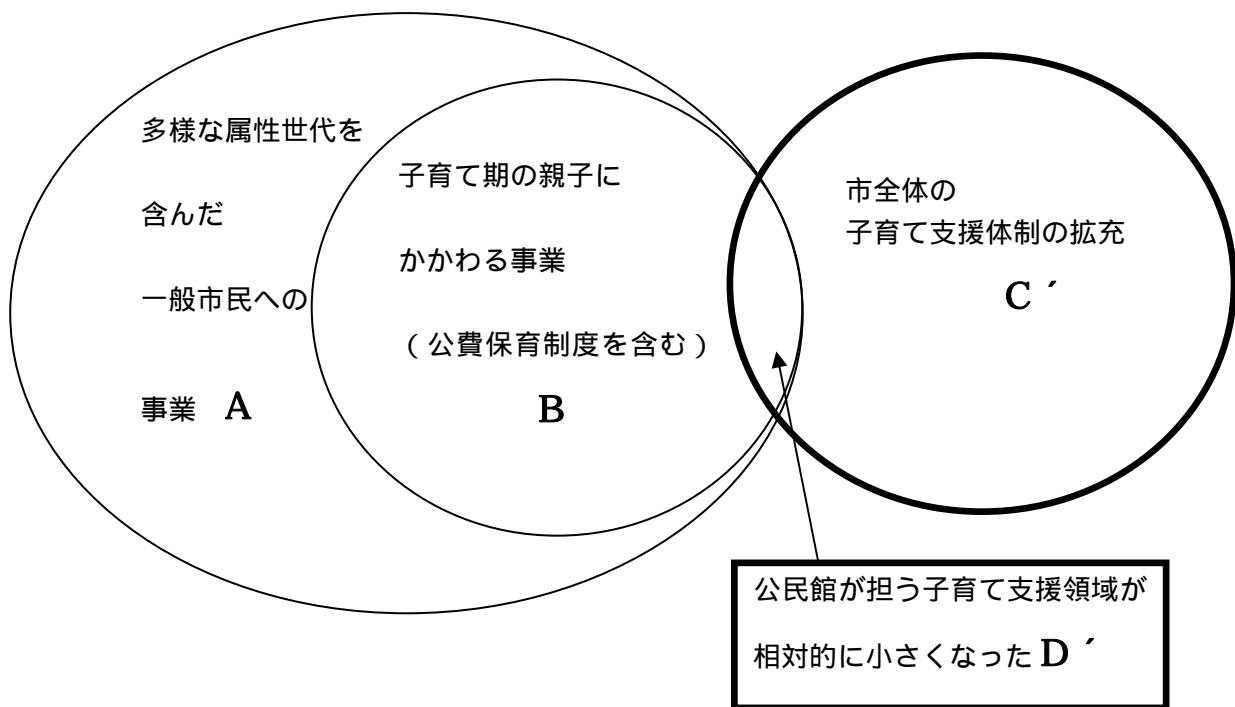 多様な属性世代を
含んだ
一般市民への
事業 A
子育て期の親子に
かかわる事業
(公費保育制度を含む)
B
市全体の
子育て支援体制の拡充
C ´
公民館が担う子育て支援領域が
相対的に小さくなった D ´